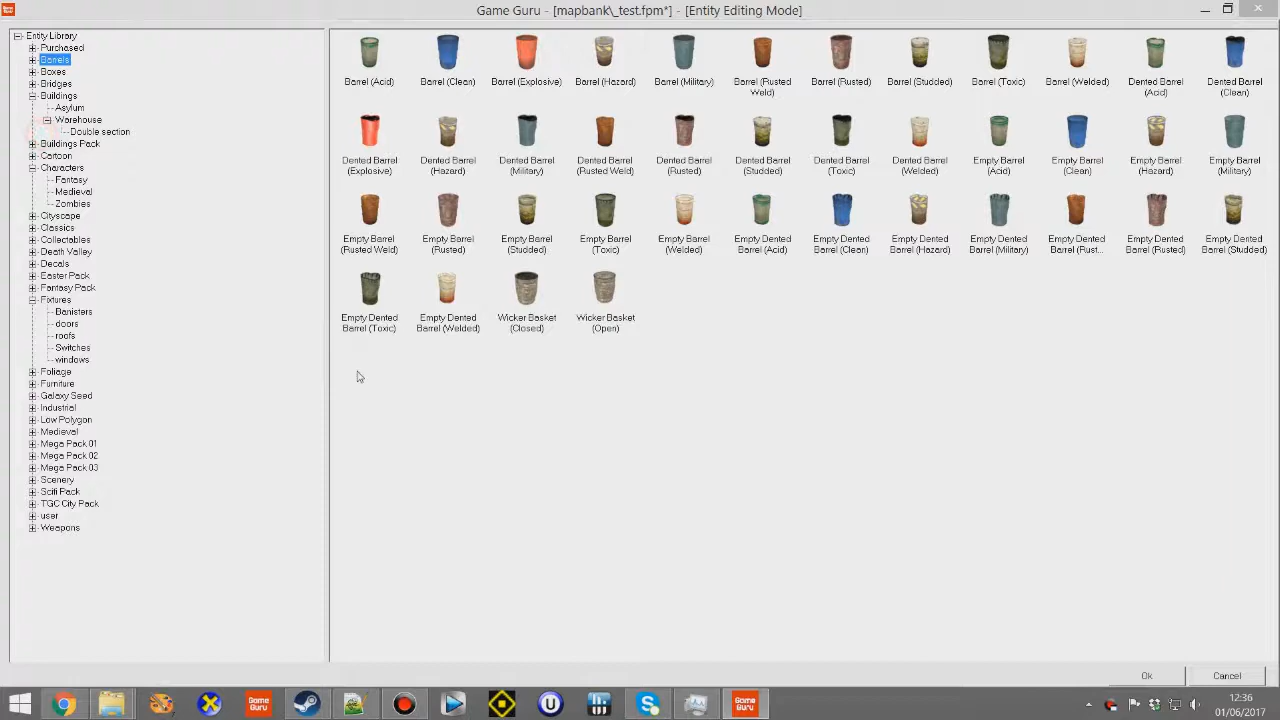 Game Guru - [mapbank\_test.fpm*] - [Entity Editing Mode]
Entity Library
Purchased
Barrels
Boxes
Bridges
Buildings
Asylum
Warehouse
Double section
Buildings Pack
Cartoon
Characters
Fantasy
Medieval
Zombies
Cityscape
Classics
Collectables
Death Valley
Decals
Easter Pack
Fantasy Pack
Fixtures
Banisters
doors
roofs
Switches
windows
Foliage
Furniture
Galaxy Seed
Industrial
Low Polygon
Medieval
Mega Pack 01
Mega Pack 02
Mega Pack 03
Scenery
Scifi Pack
TGC City Pack
user
Weapons
Barrel (Acid)
Barrel (Clean)
Barrel (Explosive)
Barrel (Hazard)
Barrel (Military)
Barrel (Rusted
Weld)
Barrel (Rusted)
Barrel (Studded)
Barrel (Toxic)
Barrel (Welded)
Dented Barrel
(Acid)
Dented Barrel
(Clean)
Dented Barrel
(Explosive)
Dented Barrel
(Hazard)
Dented Barrel
(Military)
Dented Barrel
(Rusted Weld)
Dented Barrel
(Rusted)
Dented Barrel
(Studded)
Dented Barrel
(Toxic)
Dented Barrel
(Welded)
Empty Barrel
(Acid)
Empty Barrel
(Clean)
Empty Barrel
(Hazard)
Empty Barrel
(Military)
Empty Barrel
(Rusted Weld)
Empty Barrel
(Rusted)
Empty Barrel
(Studded)
Empty Barrel
(Toxic)
Empty Barrel
(Welded)
Empty Dented
Barrel (Acid)
Empty Dented
Barrel (Clean)
Empty Dented
Barrel (Hazard)
Empty Dented
Barrel (Military)
Empty Dented
Barrel (Rust...
Empty Dented
Barrel (Rusted)
Empty Dented
Barrel (Studded)
Empty Dented
Barrel (Toxic)
Empty Dented
Barrel (Welded)
Wicker Basket
(Closed)
Wicker Basket
(Open)
Ok
Cancel
Game
Guru
Game
Guru
12:36
01/06/2017